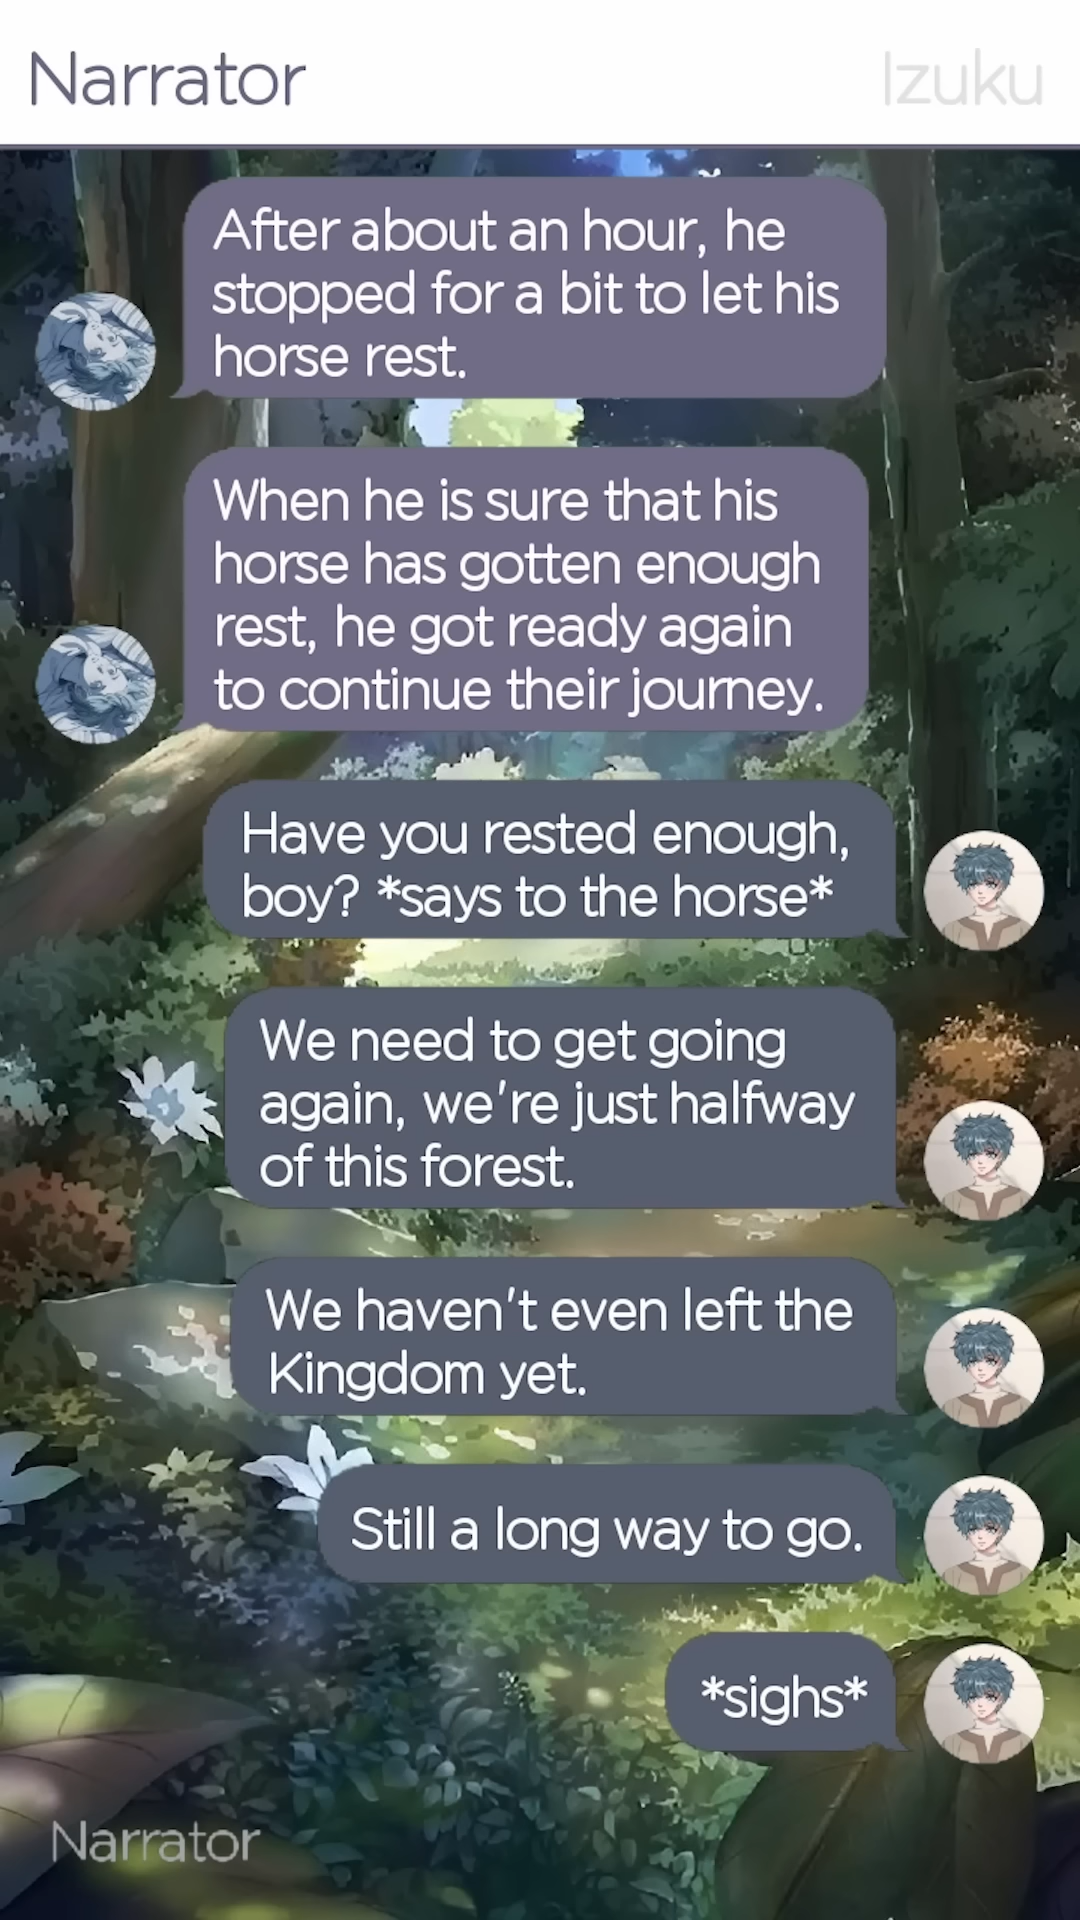 Narrator
Izuku
After about an hour, he
stopped for a bit to let his
horse rest.
When he is sure that his
horse has gotten enough
rest, he got ready again
to continue their journey.
Have you rested enough,
boy? *says to the horse*
We need to get going
again, we're just halfway
of this forest.
We haven't even left the
Kingdom yet.
Still a long way to go.
*sighs*
Narrator